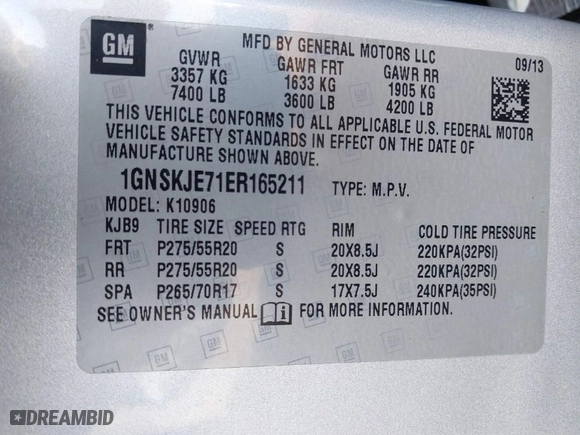 GM
MFD BY GENERAL MOTORS LLC
GVWR GAWR FRT GAWR RR 09/13
3357 KG 1633 KG 1905 KG
7400 LB 3600 LB 4200 LB
THIS VEHICLE CONFORMS TO ALL APPLICABLE U.S. FEDERAL MOTOR
VEHICLE SAFETY STANDARDS IN EFFECT ON THE DATE OF
MANUFACTURE SHOWN ABOVE.
1GNSKJE71ER165211 TYPE: M.P.V.
MODEL: K10906
KJB9 TIRE SIZE SPEED RTG RIM COLD TIRE PRESSURE
FRT P275/55R20 S 20X8.5J 220KPA(32PSI)
RR P275/55R20 S 20X8.5J 220KPA(32PSI)
SPA P265/70R17 S 17X7.5J 240KPA(35PSI)
SEE OWNER'S MANUAL i FOR MORE INFORMATION.
DREAMBID